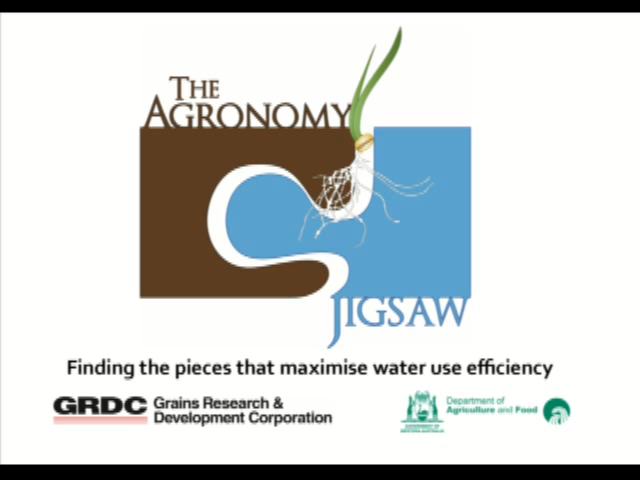 THE
AGRONOMY
JIGSAW
Finding the pieces that maximise water use efficiency
GRDC Grains Research &
Development Corporation
Department of
Agriculture and Food